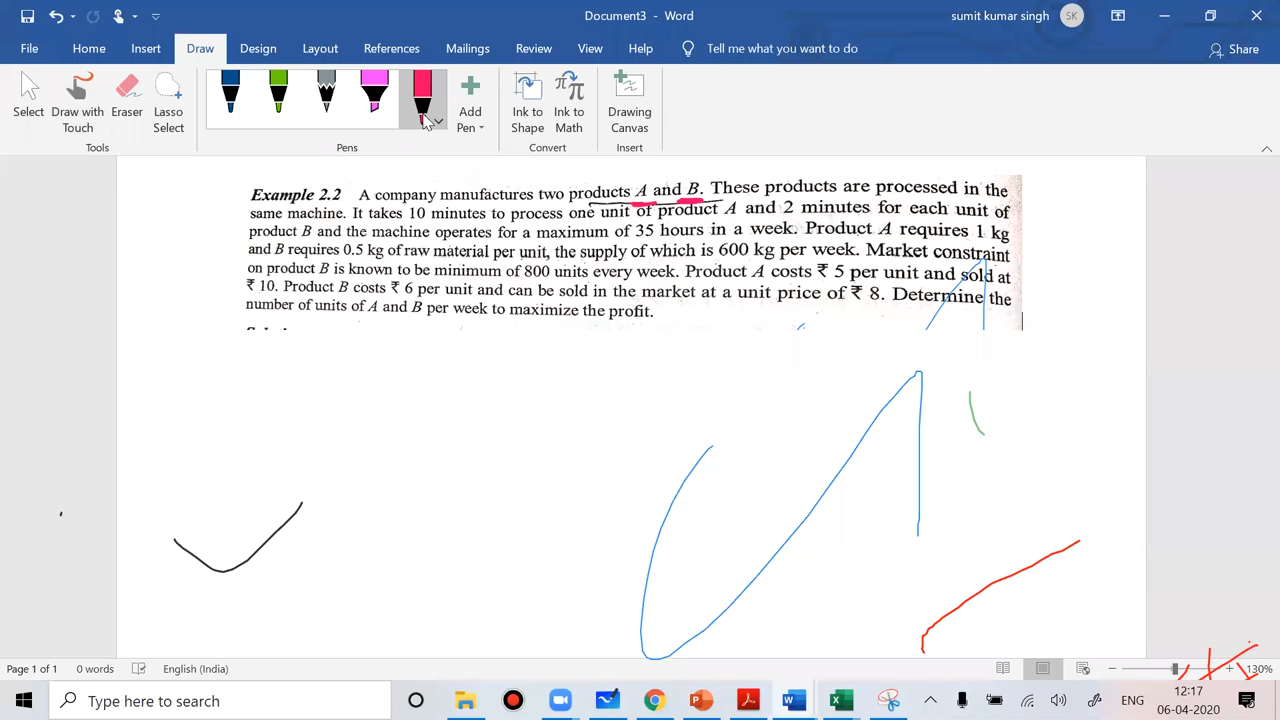 Document3 - Word
sumit kumar singh
SK
File
Home
Insert
Draw
Design
Layout
References
Mailings
Review
View
Help
Tell me what you want to do
Share
Select
Draw with Touch
Eraser
Lasso Select
Add Pen
Ink to Shape
Ink to Math
Drawing Canvas
Tools
Pens
Convert
Insert
Example 2.2 A company manufactures two products A and B. These products are processed in the
same machine. It takes 10 minutes to process one unit of product A and 2 minutes for each unit of
product B and the machine operates for a maximum of 35 hours in a week. Product A requires 1 kg
and B requires 0.5 kg of raw material per unit, the supply of which is 600 kg per week. Market constraint
on product B is known to be minimum of 800 units every week. Product A costs ₹ 5 per unit and sold at
₹ 10. Product B costs ₹ 6 per unit and can be sold in the market at a unit price of ₹ 8. Determine the
number of units of A and B per week to maximize the profit.
Page 1 of 1
0 words
English (India)
130%
Type here to search
ENG
12:17
06-04-2020